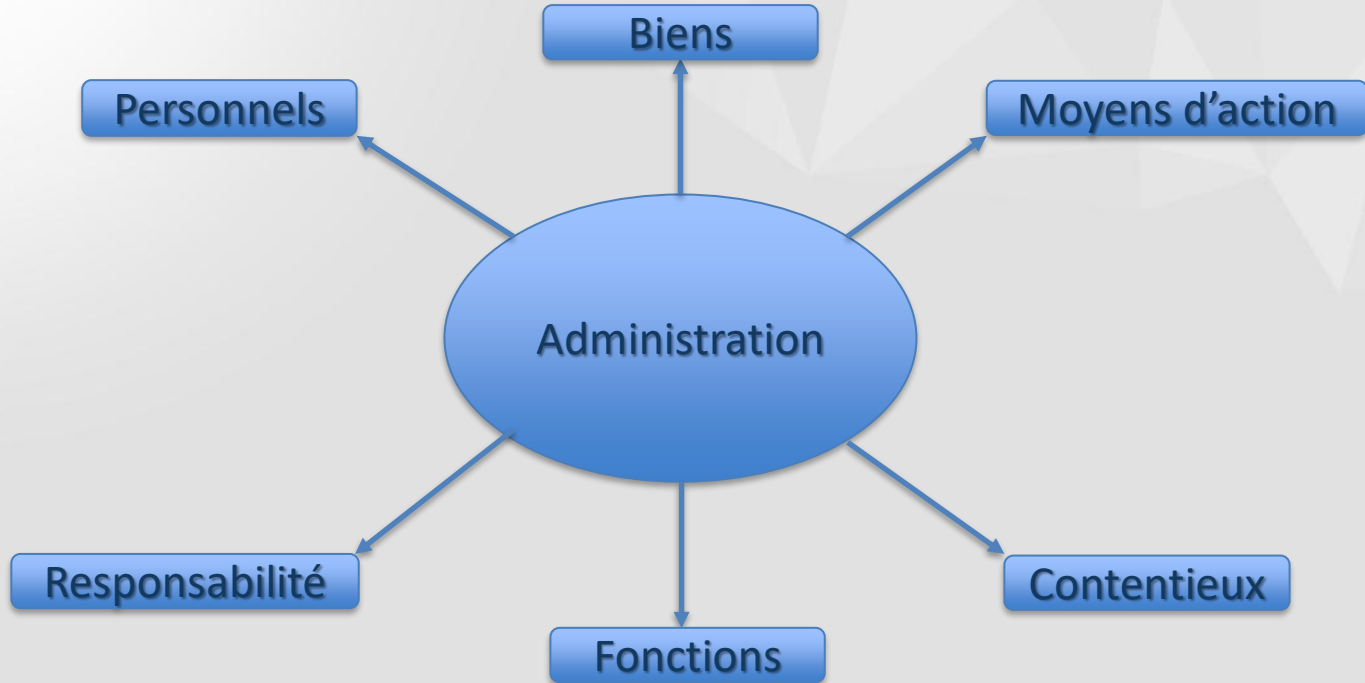 Biens
Personnels
Moyens d’action
Administration
Responsabilité
Contentieux
Fonctions